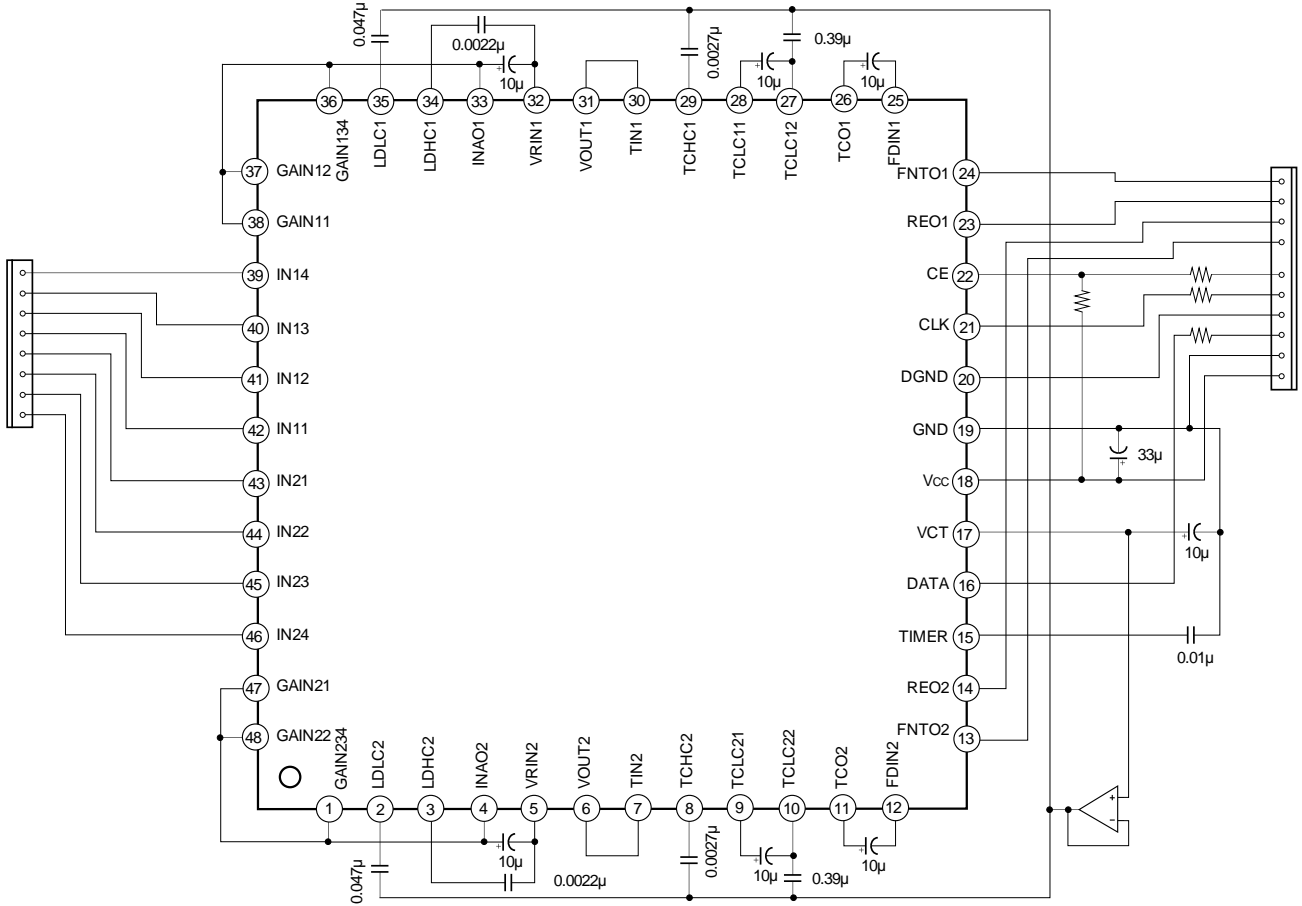 0.047µ
0.0022µ
10µ
0.0027µ
10µ
0.39µ
10µ
36 35 34 33 32 31 30 29 28 27 26 25
GAIN134
LDLC1
LDHC1
INAO1
VRIN1
VOUT1
TIN1
TCHC1
TCLC11
TCLC12
TCO1
FDIN1
37 GAIN12
38 GAIN11
39 IN14
40 IN13
41 IN12
42 IN11
43 IN21
44 IN22
45 IN23
46 IN24
47 GAIN21
48 GAIN22
FNTO1 24
REO1 23
CE 22
CLK 21
DGND 20
GND 19
33µ
Vcc 18
VCT 17
10µ
DATA 16
TIMER 15
0.01µ
REO2 14
FNTO2 13
GAIN234
LDLC2
LDHC2
INAO2
VRIN2
VOUT2
TIN2
TCHC2
TCLC21
TCLC22
TCO2
FDIN2
1 2 3 4 5 6 7 8 9 10 11 12
0.047µ
10µ
0.0022µ
0.0027µ
10µ
0.39µ
10µ
+
−